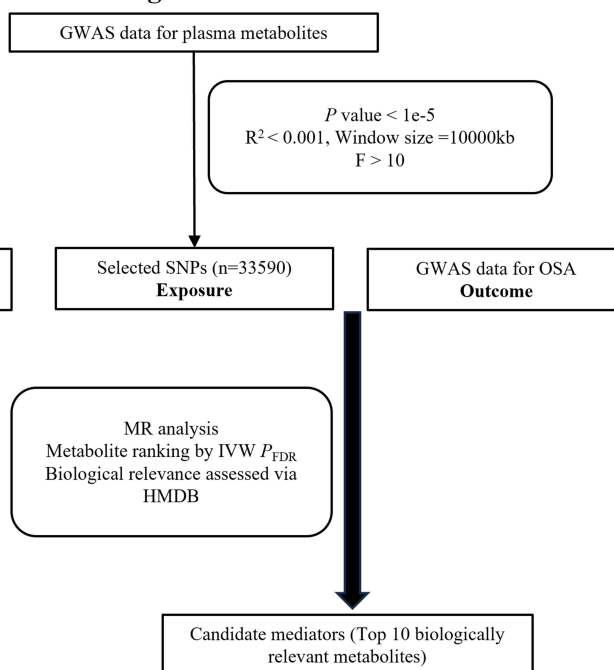 GWAS data for plasma metabolites
P value < 1e-5
R² < 0.001, Window size =10000kb
F > 10
Selected SNPs (n=33590)
Exposure
GWAS data for OSA
Outcome
MR analysis
Metabolite ranking by IVW P_FDR
Biological relevance assessed via
HMDB
Candidate mediators (Top 10 biologically
relevant metabolites)